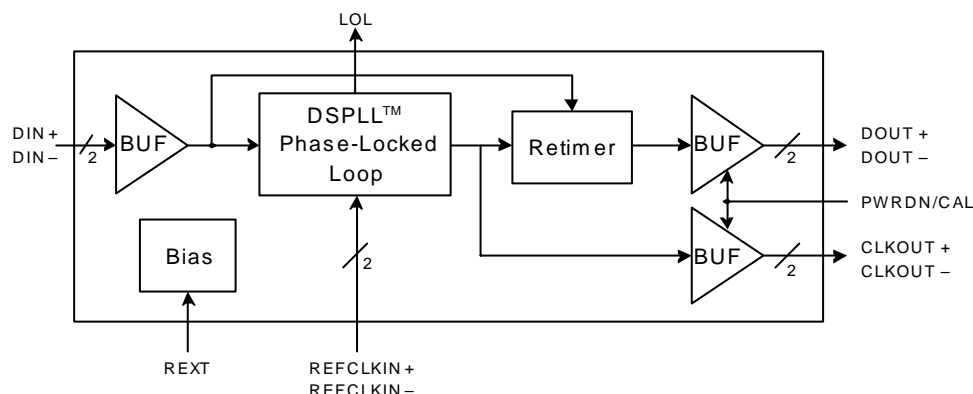 LOL
DIN+
DIN–
2
BUF
DSPLL™
Phase-Locked
Loop
Retimer
BUF
2
DOUT+
DOUT–
PWRDN/CAL
Bias
2
BUF
2
CLKOUT+
CLKOUT–
REXT
REFCLKIN+
REFCLKIN–